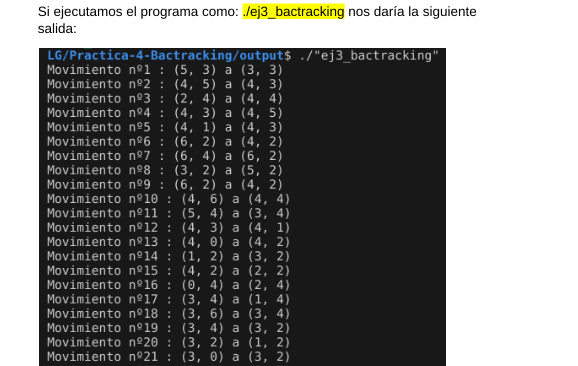 Si ejecutamos el programa como: ./ej3_bactracking nos daría la siguiente
salida:
LG/Practica-4-Bactracking/output$ ./"ej3_bactracking"
Movimiento nº1 : (5, 3) a (3, 3)
Movimiento nº2 : (4, 5) a (4, 3)
Movimiento nº3 : (2, 4) a (4, 4)
Movimiento nº4 : (4, 3) a (4, 5)
Movimiento nº5 : (4, 1) a (4, 3)
Movimiento nº6 : (6, 2) a (4, 2)
Movimiento nº7 : (6, 4) a (6, 2)
Movimiento nº8 : (3, 2) a (5, 2)
Movimiento nº9 : (6, 2) a (4, 2)
Movimiento nº10 : (4, 6) a (4, 4)
Movimiento nº11 : (5, 4) a (3, 4)
Movimiento nº12 : (4, 3) a (4, 1)
Movimiento nº13 : (4, 0) a (4, 2)
Movimiento nº14 : (1, 2) a (3, 2)
Movimiento nº15 : (4, 2) a (2, 2)
Movimiento nº16 : (0, 4) a (2, 4)
Movimiento nº17 : (3, 4) a (1, 4)
Movimiento nº18 : (3, 6) a (3, 4)
Movimiento nº19 : (3, 4) a (3, 2)
Movimiento nº20 : (3, 2) a (1, 2)
Movimiento nº21 : (3, 0) a (3, 2)